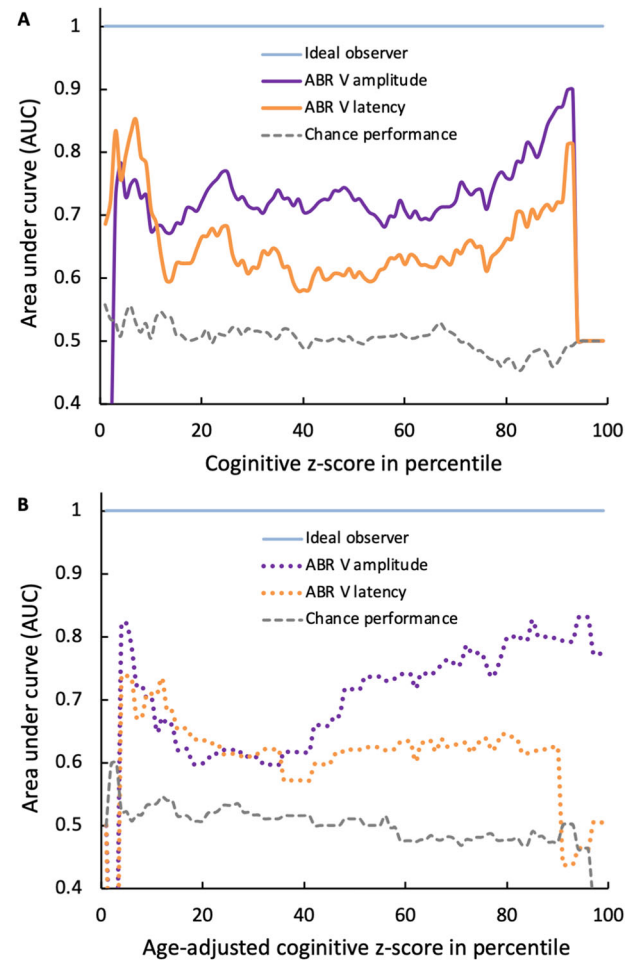 A
1
Ideal observer
ABR V amplitude
0.9
ABR V latency
Chance performance
0.8
0.7
0.6
0.5
0.4
Area under curve (AUC)
0 20 40 60 80 100
Coginitive z-score in percentile
B
1
Ideal observer
ABR V amplitude
0.9
ABR V latency
Chance performance
0.8
0.7
0.6
0.5
0.4
Area under curve (AUC)
0 20 40 60 80 100
Age-adjusted coginitive z-score in percentile